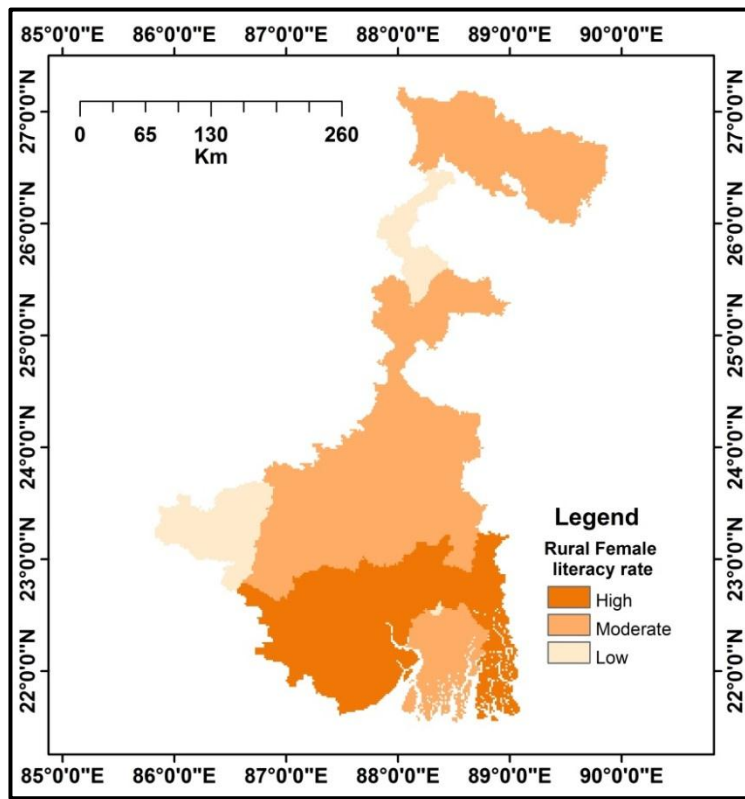 85°0'0"E 86°0'0"E 87°0'0"E 88°0'0"E 89°0'0"E 90°0'0"E
27°0'0"N 27°0'0"N
0 65 130 260
Km
26°0'0"N 26°0'0"N
25°0'0"N 25°0'0"N
24°0'0"N 24°0'0"N
Legend
Rural Female
literacy rate
23°0'0"N 23°0'0"N
High
Moderate
Low
22°0'0"N 22°0'0"N
85°0'0"E 86°0'0"E 87°0'0"E 88°0'0"E 89°0'0"E 90°0'0"E